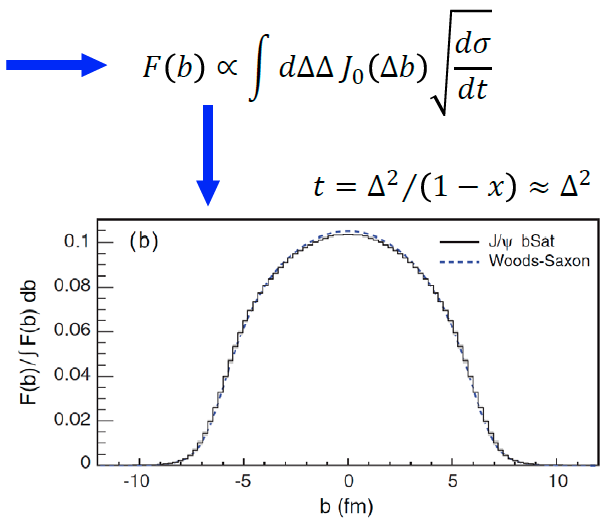 F(b) ∝ ∫ dΔΔ J₀(Δb) √(dσ/dt)
t = Δ²/(1 − x) ≈ Δ²
(b)
J/ψ bSat
Woods-Saxon
F(b)/∫F(b) db
0.1
0.08
0.06
0.04
0.02
0
-10 -5 0 5 10
b (fm)